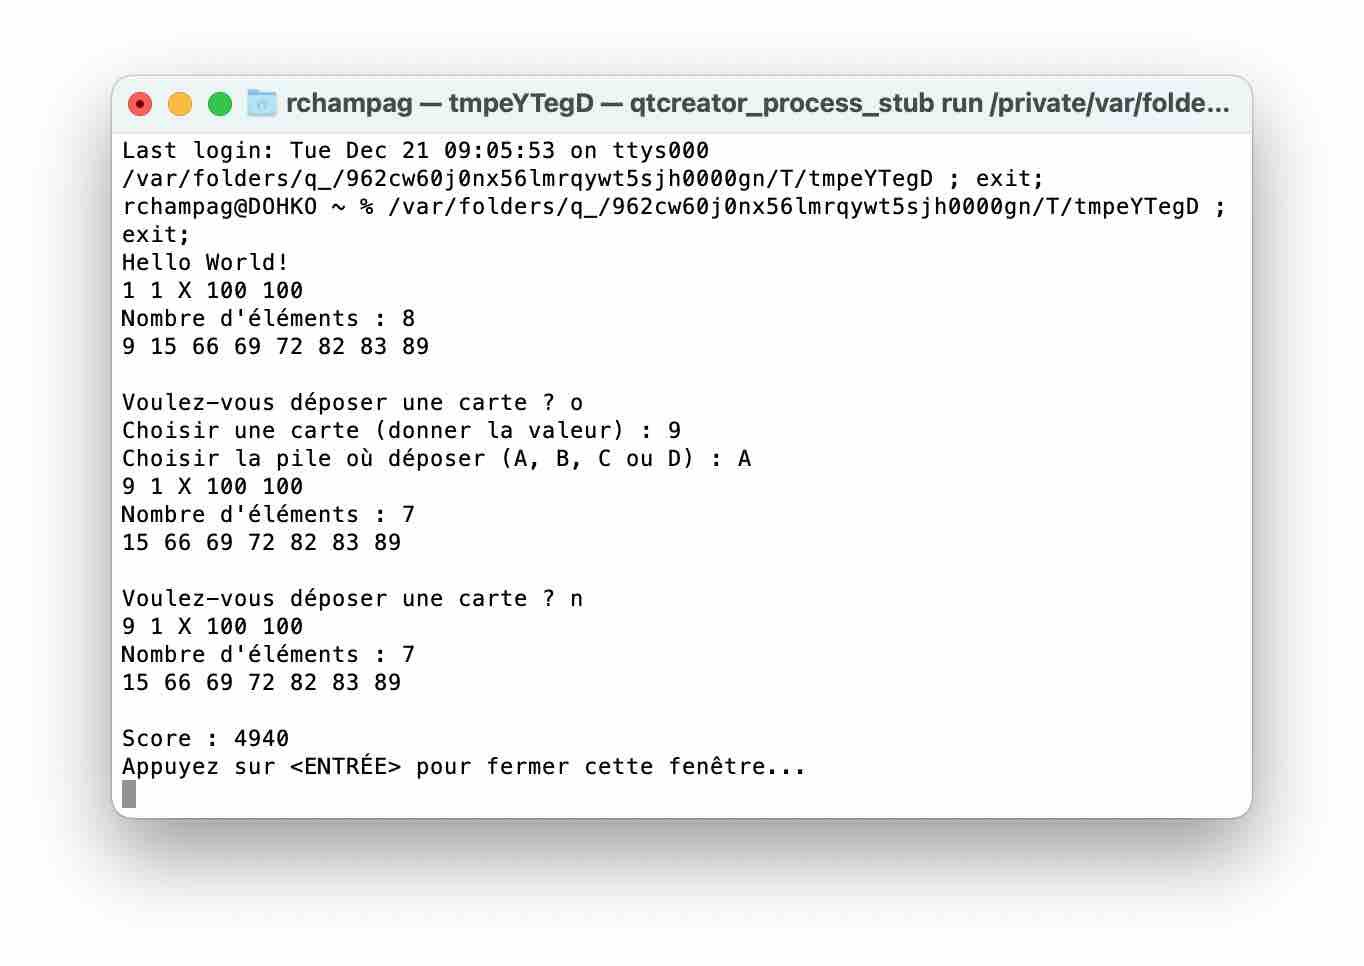 rchampag — tmpeYTegD — qtcreator_process_stub run /private/var/folde...
Last login: Tue Dec 21 09:05:53 on ttys000
/var/folders/q_/962cw60j0nx56lmrqywt5sjh0000gn/T/tmpeYTegD ; exit;
rchampag@DOHKO ~ % /var/folders/q_/962cw60j0nx56lmrqywt5sjh0000gn/T/tmpeYTegD ;
exit;
Hello World!
1 1 X 100 100
Nombre d'éléments : 8
9 15 66 69 72 82 83 89
Voulez-vous déposer une carte ? o
Choisir une carte (donner la valeur) : 9
Choisir la pile où déposer (A, B, C ou D) : A
9 1 X 100 100
Nombre d'éléments : 7
15 66 69 72 82 83 89
Voulez-vous déposer une carte ? n
9 1 X 100 100
Nombre d'éléments : 7
15 66 69 72 82 83 89
Score : 4940
Appuyez sur <ENTRÉE> pour fermer cette fenêtre...